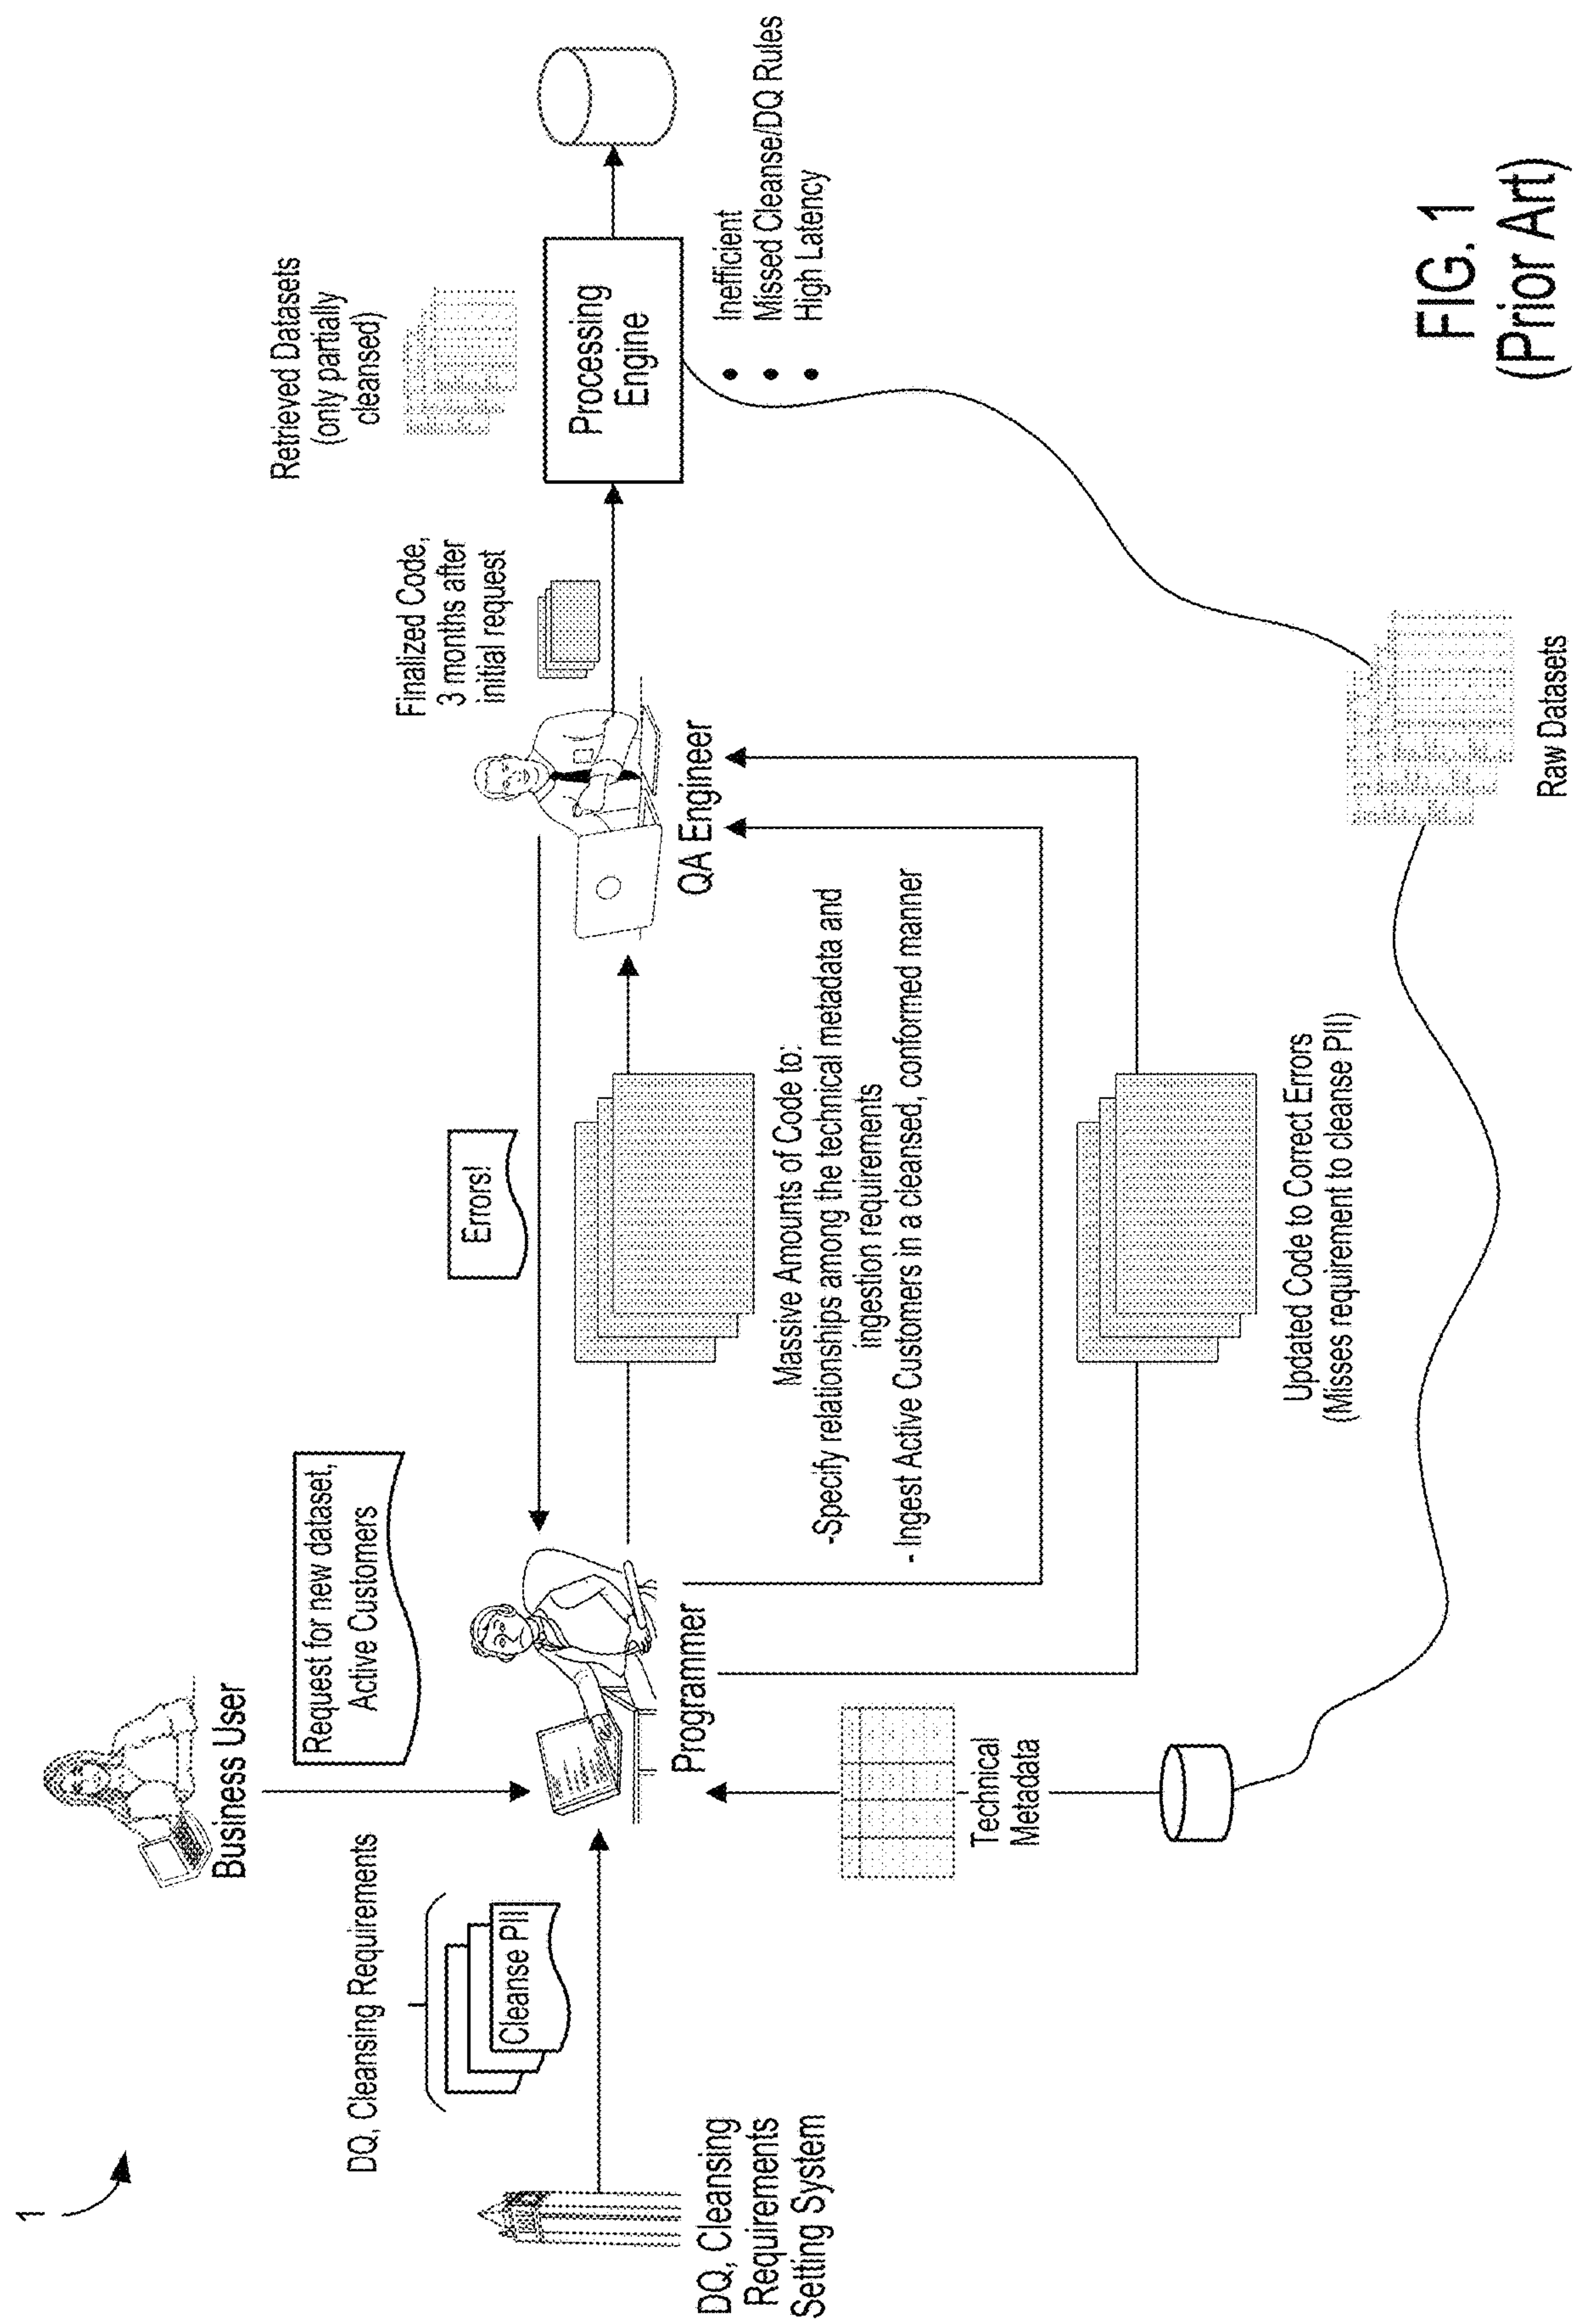 1
Business User
Request for new dataset,
Active Customers
DQ, Cleansing Requirements
Cleanse PII
DQ, Cleansing
Requirements
Setting System
Programmer
Technical
Metadata
Errors!
Massive Amounts of Code to:
-Specify relationships among the technical metadata and
ingestion requirements
- Ingest Active Customers in a cleansed, conformed manner
Updated Code to Correct Errors
(Misses requirement to cleanse PII)
QA Engineer
Finalized Code,
3 months after
initial request
Retrieved Datasets
(only partially
cleansed)
Processing
Engine
Inefficient
Missed Cleanse/DQ Rules
High Latency
Raw Datasets
FIG. 1
(Prior Art)